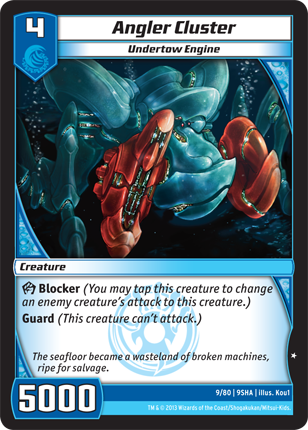 4
Angler Cluster
Undertow Engine
Creature
Blocker (You may tap this creature to change
an enemy creature's attack to this creature.)
Guard (This creature can't attack.)
The seafloor became a wasteland of broken machines,
ripe for salvage.
5000
9/80 | 9SHA | illus. Kou1
TM & © 2013 Wizards of the Coast/Shogakukan/Mitsui-Kids